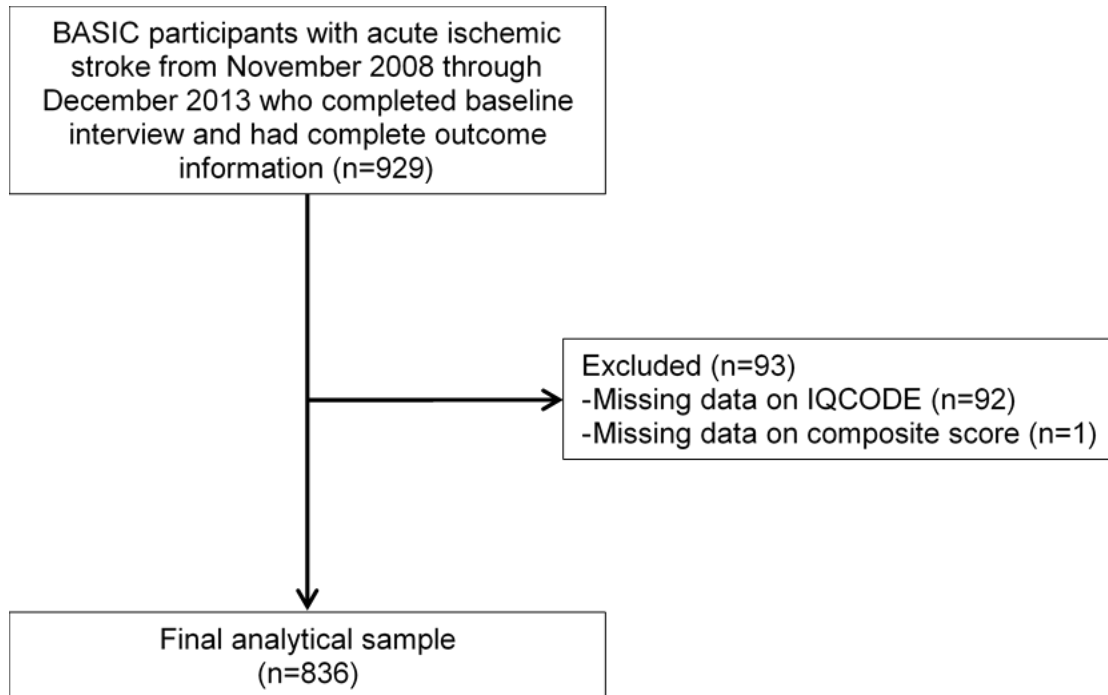 BASIC participants with acute ischemic
stroke from November 2008 through
December 2013 who completed baseline
interview and had complete outcome
information (n=929)
Excluded (n=93)
-Missing data on IQCODE (n=92)
-Missing data on composite score (n=1)
Final analytical sample
(n=836)